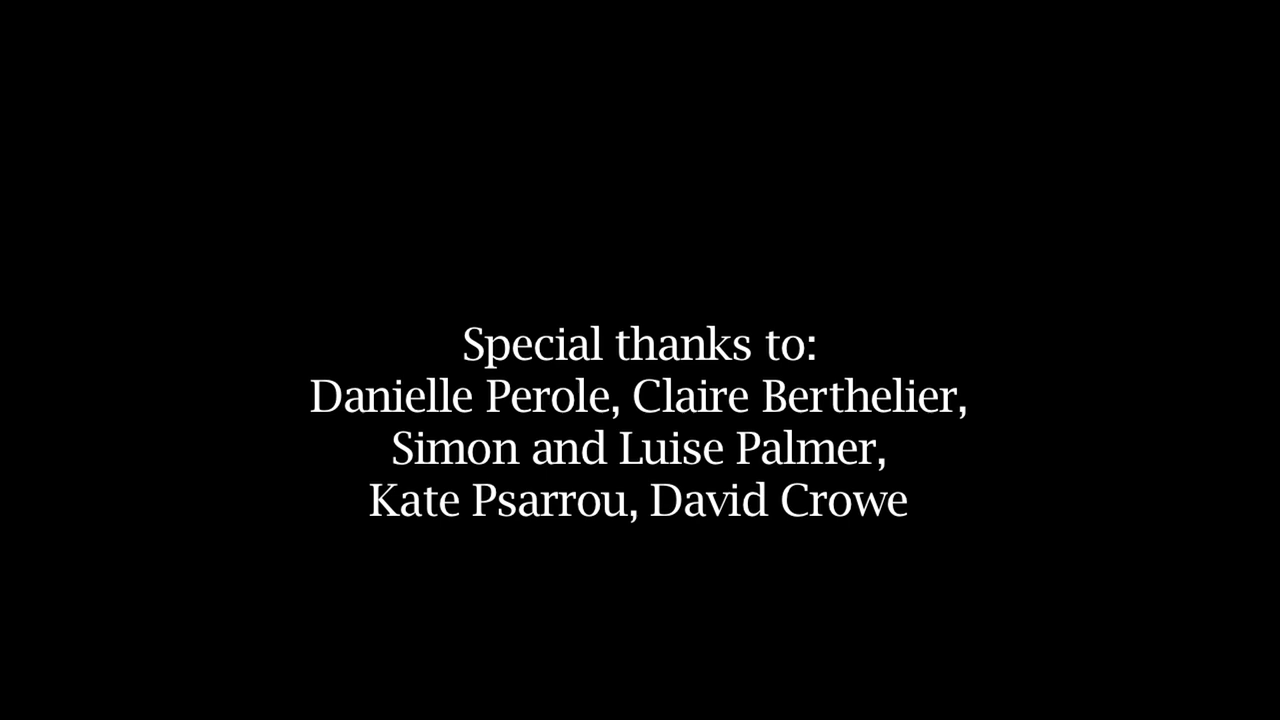 Special thanks to:
Danielle Perole, Claire Berthelier,
Simon and Luise Palmer,
Kate Psarrou, David Crowe